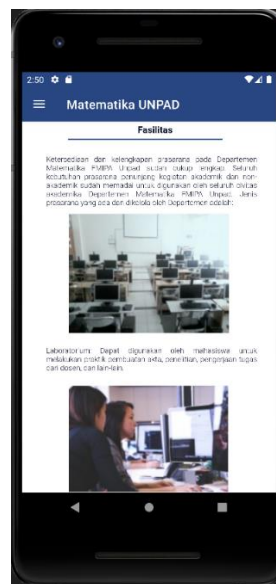 2:50
Matematika UNPAD
Fasilitas
Ketersediaan dan kelengkapan prasarana pada Departemen
Matematika FMIPA Unpad sudah cukup lengkap. Seluruh
kebutuhan prasarana penunjang kegiatan akademik dan non-
akademik sudah memadai untuk digunakan oleh seluruh civitas
akademika Departemen Matematika FMIPA Unpad. Jenis
prasarana yang ada dan dikelola oleh Departemen adalah:
Laboratorium: Dapat digunakan oleh mahasiswa untuk
melakukan praktik pembuatan alat, penelitian, pengerjaan tugas
dari dosen, dan lain-lain.